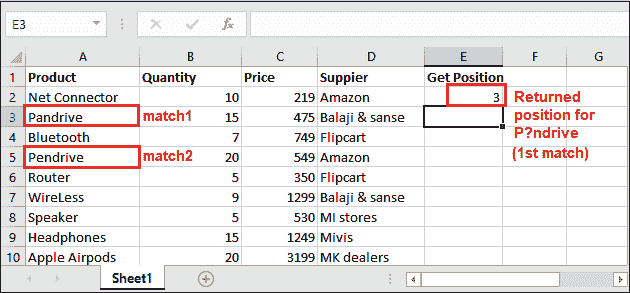 E3
fx
A B C D E F G
1 Product Quantity Price Suppier Get Position
2 Net Connector 10 219 Amazon 3 Returned
3 Pandrive match1 15 475 Balaji & sanse position for
P?ndrive
4 Bluetooth 7 749 Flipcart (1st match)
5 Pendrive match2 20 549 Amazon
6 Router 5 350 Flipcart
7 WireLess 9 1299 Balaji & sanse
8 Speaker 5 530 MI stores
9 Headphones 15 1249 Mivis
10 Apple Airpods 20 3199 MK dealers
Sheet1